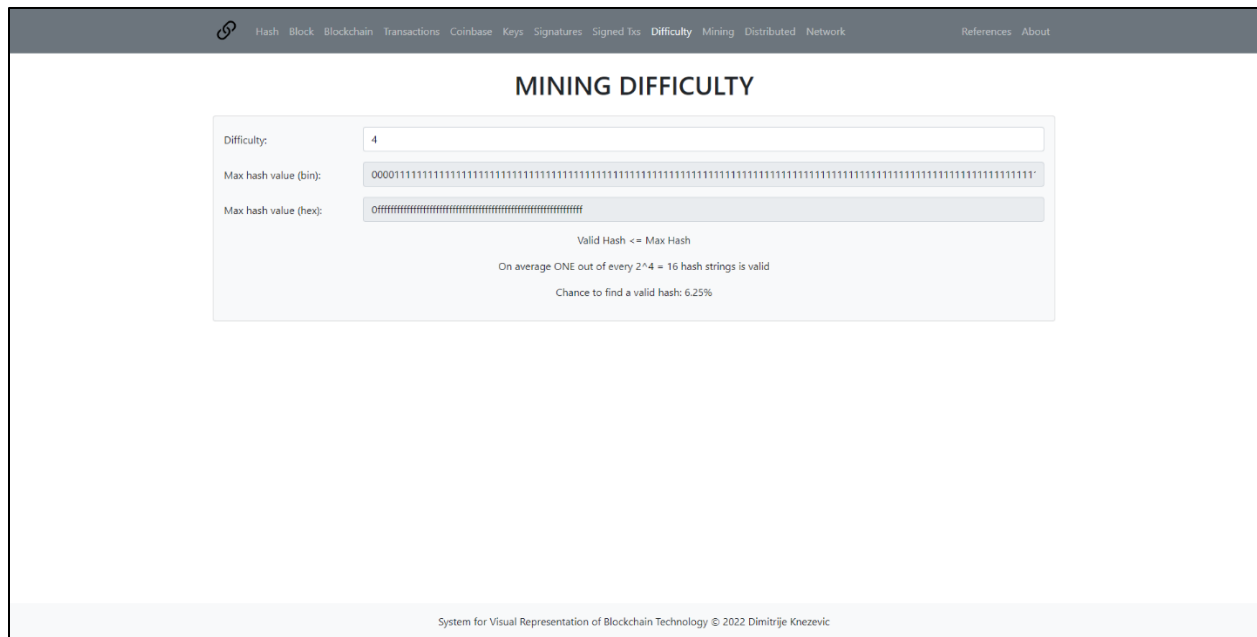 Hash Block Blockchain Transactions Coinbase Keys Signatures Signed Txs Difficulty Mining Distributed Network References About
MINING DIFFICULTY
Difficulty: 4
Max hash value (bin):
Max hash value (hex):
Valid Hash <= Max Hash
On average ONE out of every 2^4 = 16 hash strings is valid
Chance to find a valid hash: 6.25%
System for Visual Representation of Blockchain Technology © 2022 Dimitrije Knezevic